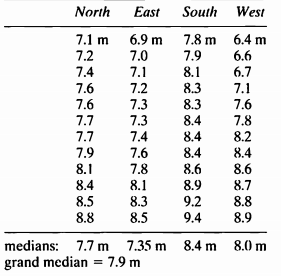 North East South West
7.1 m 6.9 m 7.8 m 6.4 m
7.2 7.0 7.9 6.6
7.4 7.1 8.1 6.7
7.6 7.2 8.3 7.1
7.6 7.3 8.3 7.6
7.7 7.3 8.4 7.8
7.7 7.4 8.4 8.2
7.9 7.6 8.4 8.4
8.1 7.8 8.6 8.6
8.4 8.1 8.9 8.7
8.5 8.3 9.2 8.8
8.8 8.5 9.4 8.9
medians: 7.7 m 7.35 m 8.4 m 8.0 m
grand median = 7.9 m